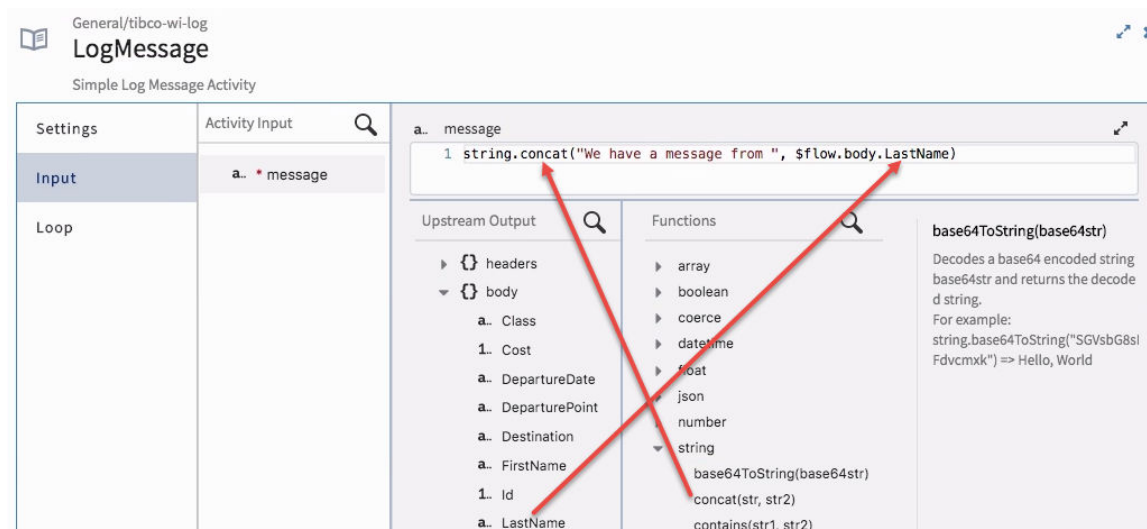 General/tibco-wi-log
LogMessage
Simple Log Message Activity
Settings
Input
Loop
Activity Input
a.. * message
a.. message
1 string.concat("We have a message from ", $flow.body.LastName)
Upstream Output
{} headers
{} body
a.. Class
1.. Cost
a.. DepartureDate
a.. DeparturePoint
a.. Destination
a.. FirstName
1.. Id
a.. LastName
Functions
array
boolean
coerce
datetime
float
json
number
string
base64ToString(base64str)
concat(str, str2)
contains(str1, str2)
base64ToString(base64str)
Decodes a base64 encoded string
base64str and returns the decode
d string.
For example:
string.base64ToString("SGVsbG8sI
Fdvcmxk") => Hello, World